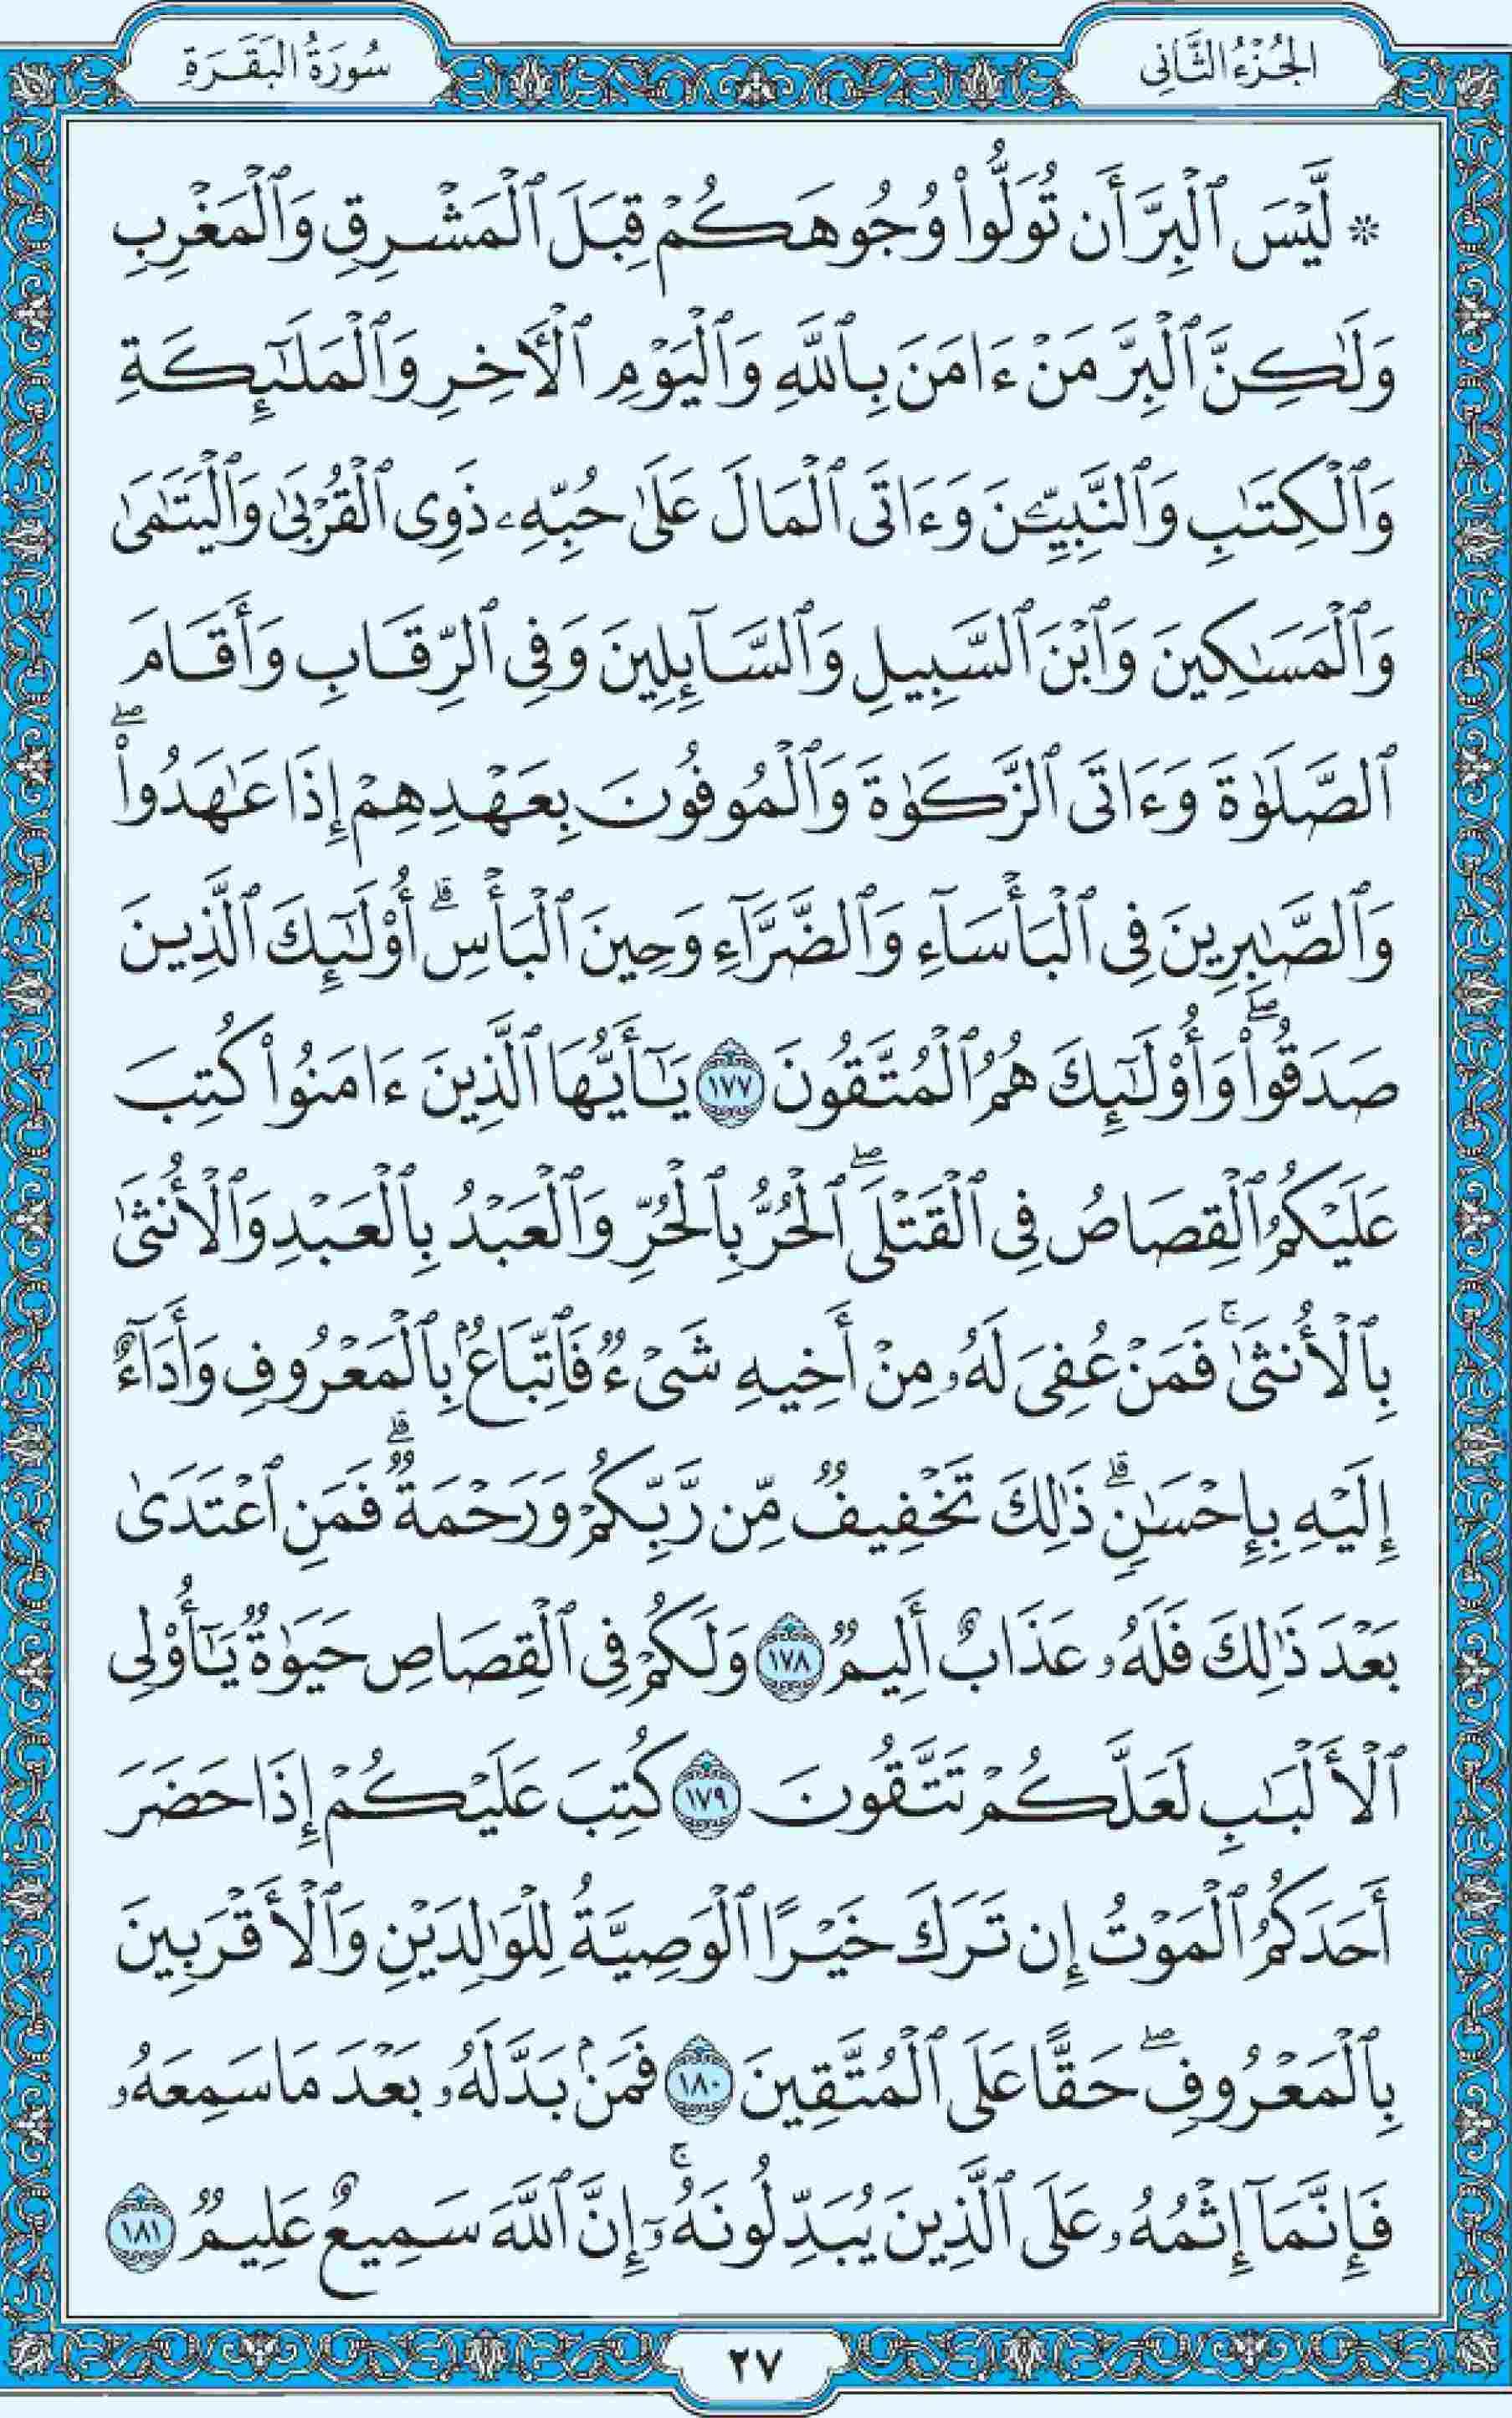 الجُزْءُ الثَّانِي
سُورَةُ البَقَرَةِ
۞ لَّيْسَ ٱلْبِرَّ أَن تُوَلُّوا۟ وُجُوهَكُمْ قِبَلَ ٱلْمَشْرِقِ وَٱلْمَغْرِبِ
وَلَٰكِنَّ ٱلْبِرَّ مَنْ ءَامَنَ بِٱللَّهِ وَٱلْيَوْمِ ٱلْءَاخِرِ وَٱلْمَلَٰٓئِكَةِ
وَٱلْكِتَٰبِ وَٱلنَّبِيِّـۧنَ وَءَاتَى ٱلْمَالَ عَلَىٰ حُبِّهِۦ ذَوِى ٱلْقُرْبَىٰ وَٱلْيَتَٰمَىٰ
وَٱلْمَسَٰكِينَ وَٱبْنَ ٱلسَّبِيلِ وَٱلسَّآئِلِينَ وَفِى ٱلرِّقَابِ وَأَقَامَ
ٱلصَّلَوٰةَ وَءَاتَى ٱلزَّكَوٰةَ وَٱلْمُوفُونَ بِعَهْدِهِمْ إِذَا عَٰهَدُوا۟ۖ
وَٱلصَّٰبِرِينَ فِى ٱلْبَأْسَآءِ وَٱلضَّرَّآءِ وَحِينَ ٱلْبَأْسِۗ أُو۟لَٰٓئِكَ ٱلَّذِينَ
صَدَقُوا۟ۖ وَأُو۟لَٰٓئِكَ هُمُ ٱلْمُتَّقُونَ ١٧٧ يَٰٓأَيُّهَا ٱلَّذِينَ ءَامَنُوا۟ كُتِبَ
عَلَيْكُمُ ٱلْقِصَاصُ فِى ٱلْقَتْلَىۖ ٱلْحُرُّ بِٱلْحُرِّ وَٱلْعَبْدُ بِٱلْعَبْدِ وَٱلْأُنثَىٰ
بِٱلْأُنثَىٰۚ فَمَنْ عُفِىَ لَهُۥ مِنْ أَخِيهِ شَىْءٌ فَٱتِّبَاعٌۢ بِٱلْمَعْرُوفِ وَأَدَآءٌ
إِلَيْهِ بِإِحْسَٰنٍۗ ذَٰلِكَ تَخْفِيفٌ مِّن رَّبِّكُمْ وَرَحْمَةٌۗ فَمَنِ ٱعْتَدَىٰ
بَعْدَ ذَٰلِكَ فَلَهُۥ عَذَابٌ أَلِيمٌ ١٧٨ وَلَكُمْ فِى ٱلْقِصَاصِ حَيَوٰةٌ يَٰٓأُو۟لِى
ٱلْأَلْبَٰبِ لَعَلَّكُمْ تَتَّقُونَ ١٧٩ كُتِبَ عَلَيْكُمْ إِذَا حَضَرَ
أَحَدَكُمُ ٱلْمَوْتُ إِن تَرَكَ خَيْرًا ٱلْوَصِيَّةُ لِلْوَٰلِدَيْنِ وَٱلْأَقْرَبِينَ
بِٱلْمَعْرُوفِۖ حَقًّا عَلَى ٱلْمُتَّقِينَ ١٨٠ فَمَنۢ بَدَّلَهُۥ بَعْدَ مَا سَمِعَهُۥ
فَإِنَّمَآ إِثْمُهُۥ عَلَى ٱلَّذِينَ يُبَدِّلُونَهُۥٓۚ إِنَّ ٱللَّهَ سَمِيعٌ عَلِيمٌ ١٨١
٢٧